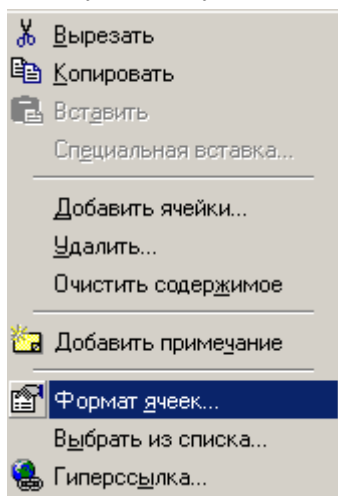 Вырезать
Копировать
Вставить
Специальная вставка...
Добавить ячейки...
Удалить...
Очистить содержимое
Добавить примечание
Формат ячеек...
Выбрать из списка...
Гиперссылка...